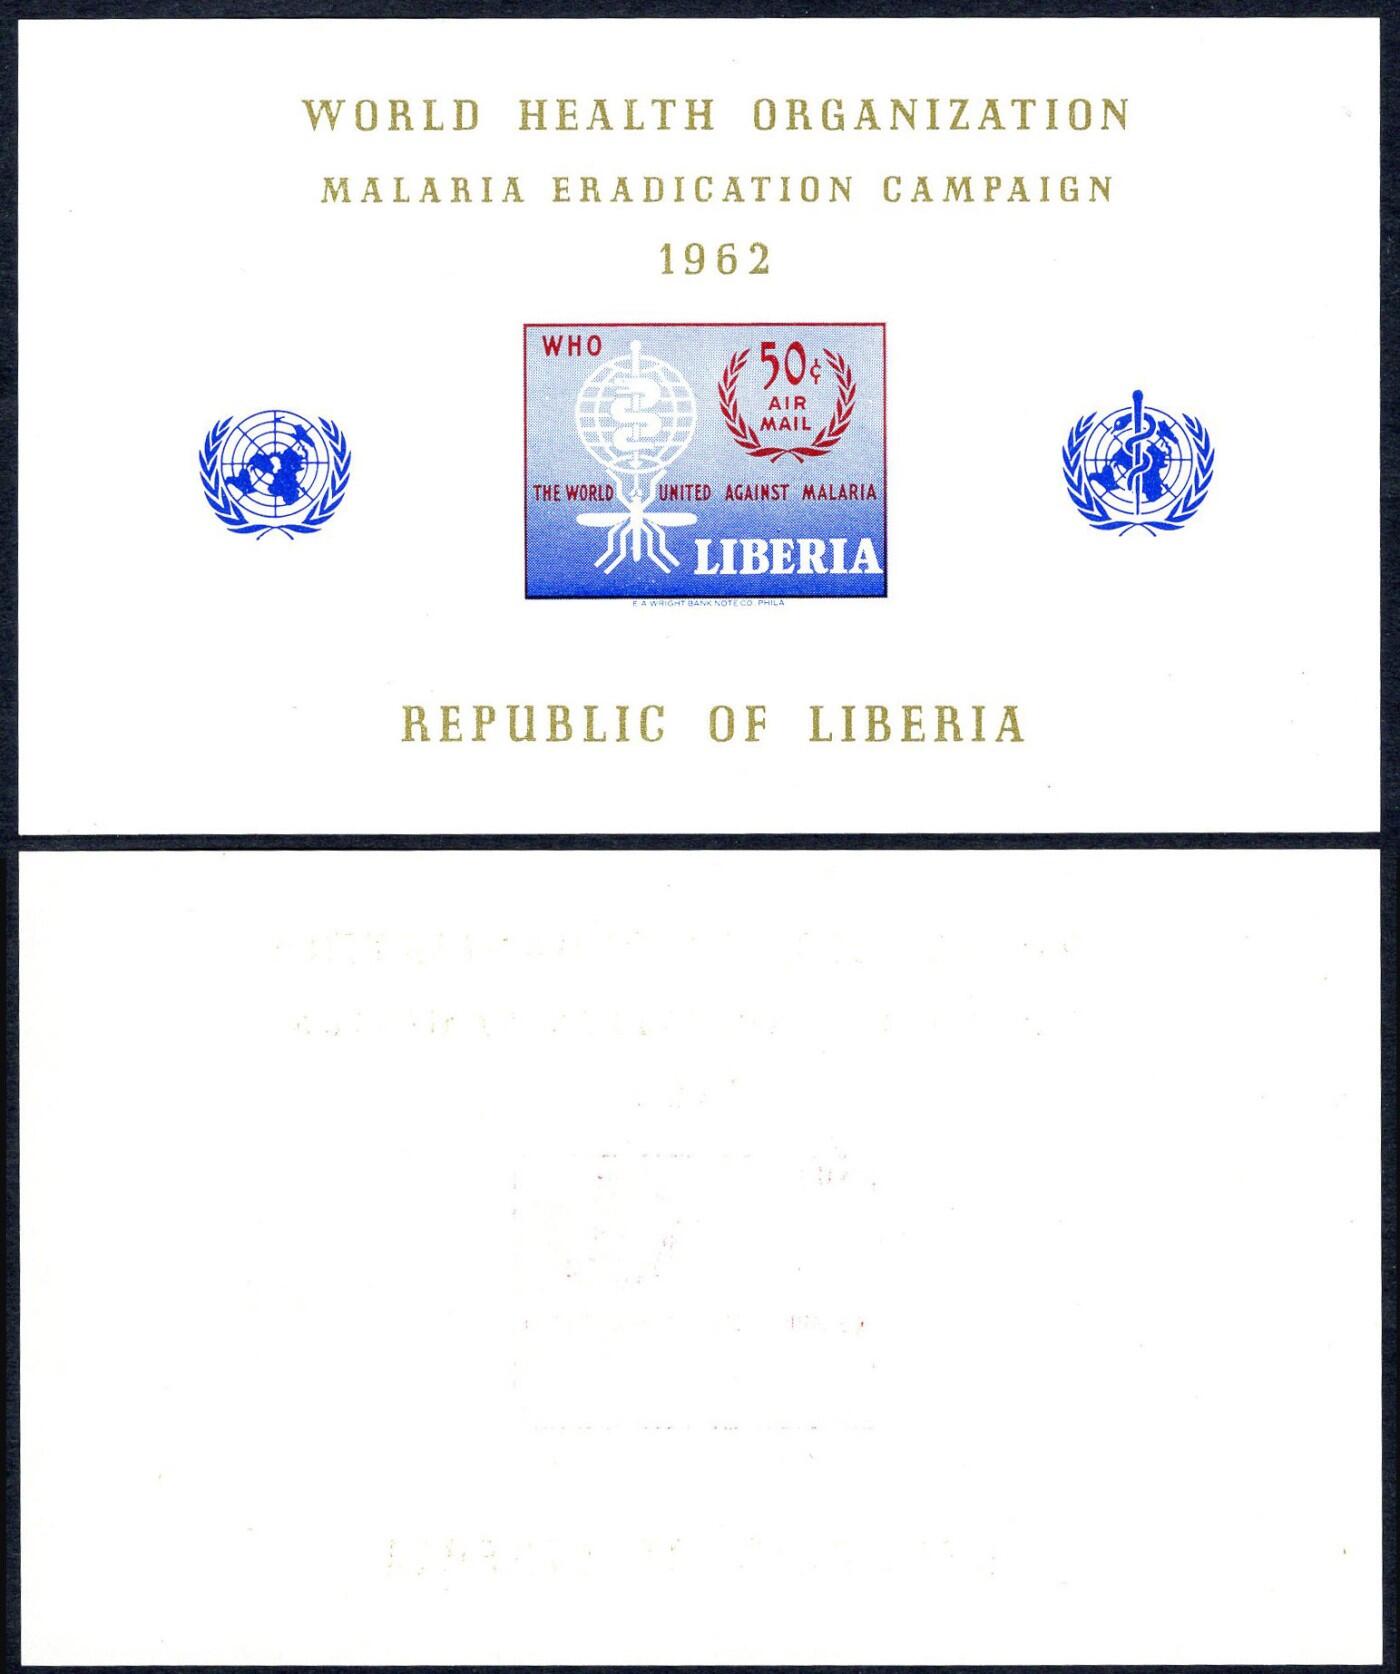 WORLD HEALTH ORGANIZATION
MALARIA ERADICATION CAMPAIGN
1962
WHO
50¢
AIR
MAIL
THE WORLD UNITED AGAINST MALARIA
LIBERIA
E. A. WRIGHT BANK NOTE CO. PHILA.
REPUBLIC OF LIBERIA